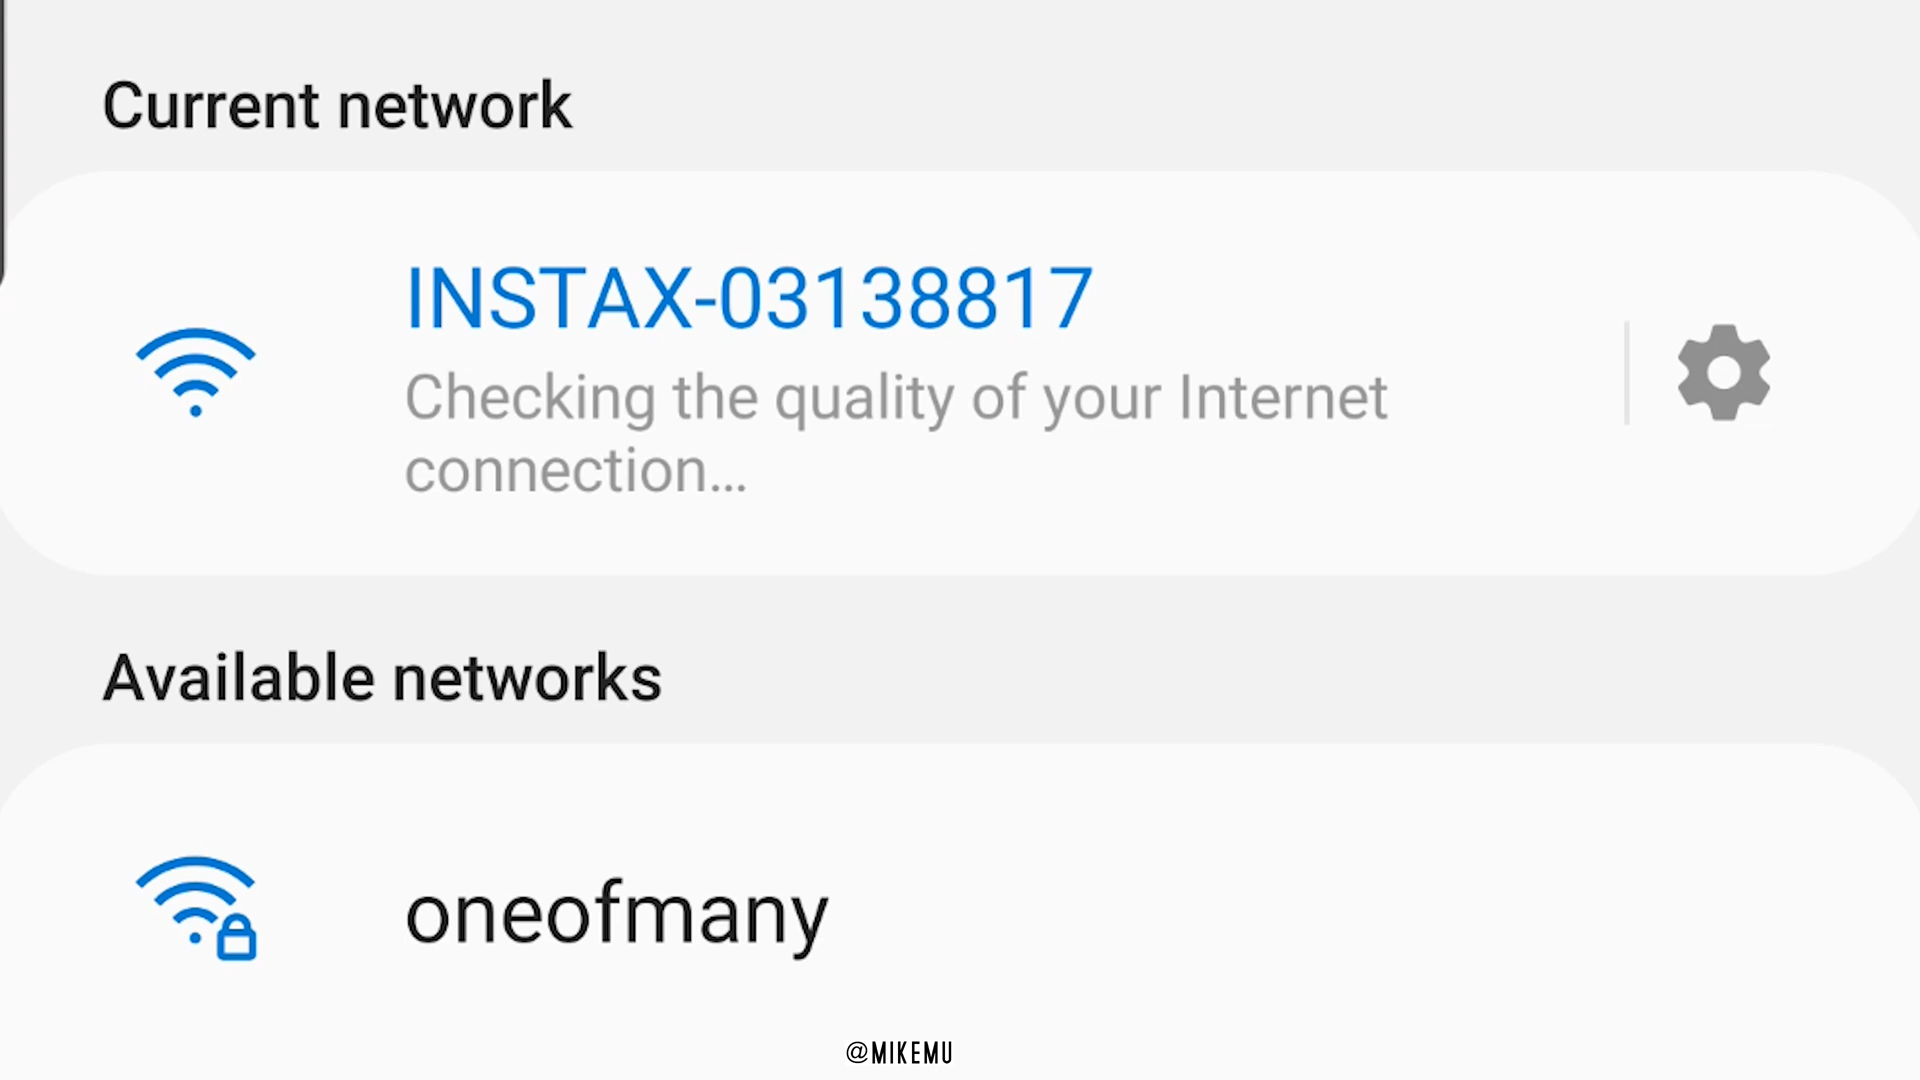 Current network
INSTAX-03138817
Checking the quality of your Internet
connection...
Available networks
oneofmany
@MIKEMU